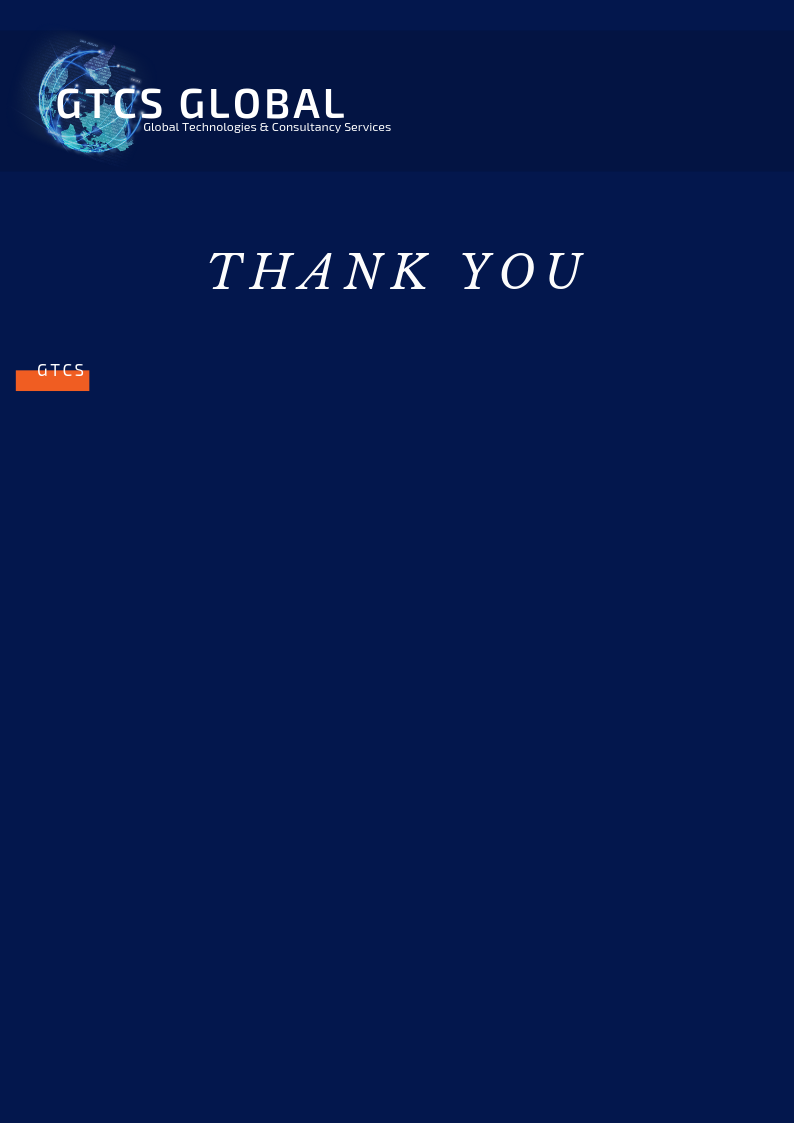 GTCS GLOBAL
Global Technologies & Consultancy Services
THANK YOU
GTCS